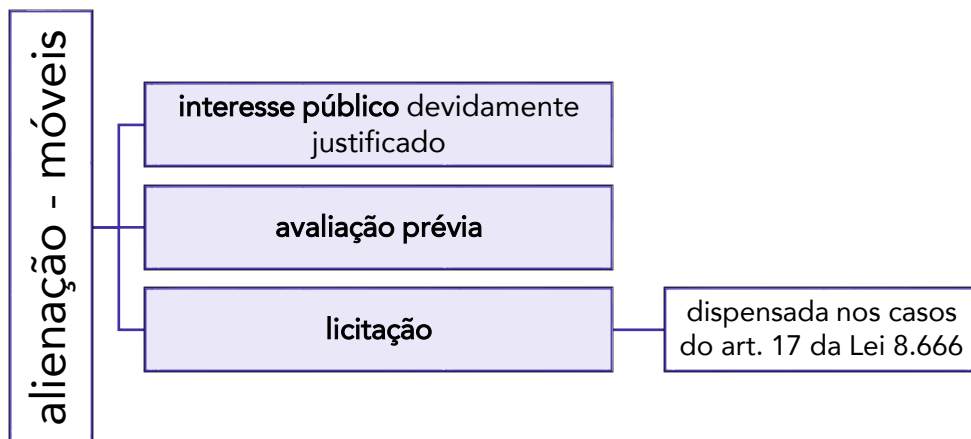 alienação - móveis
interesse público devidamente
justificado
avaliação prévia
licitação
dispensada nos casos
do art. 17 da Lei 8.666